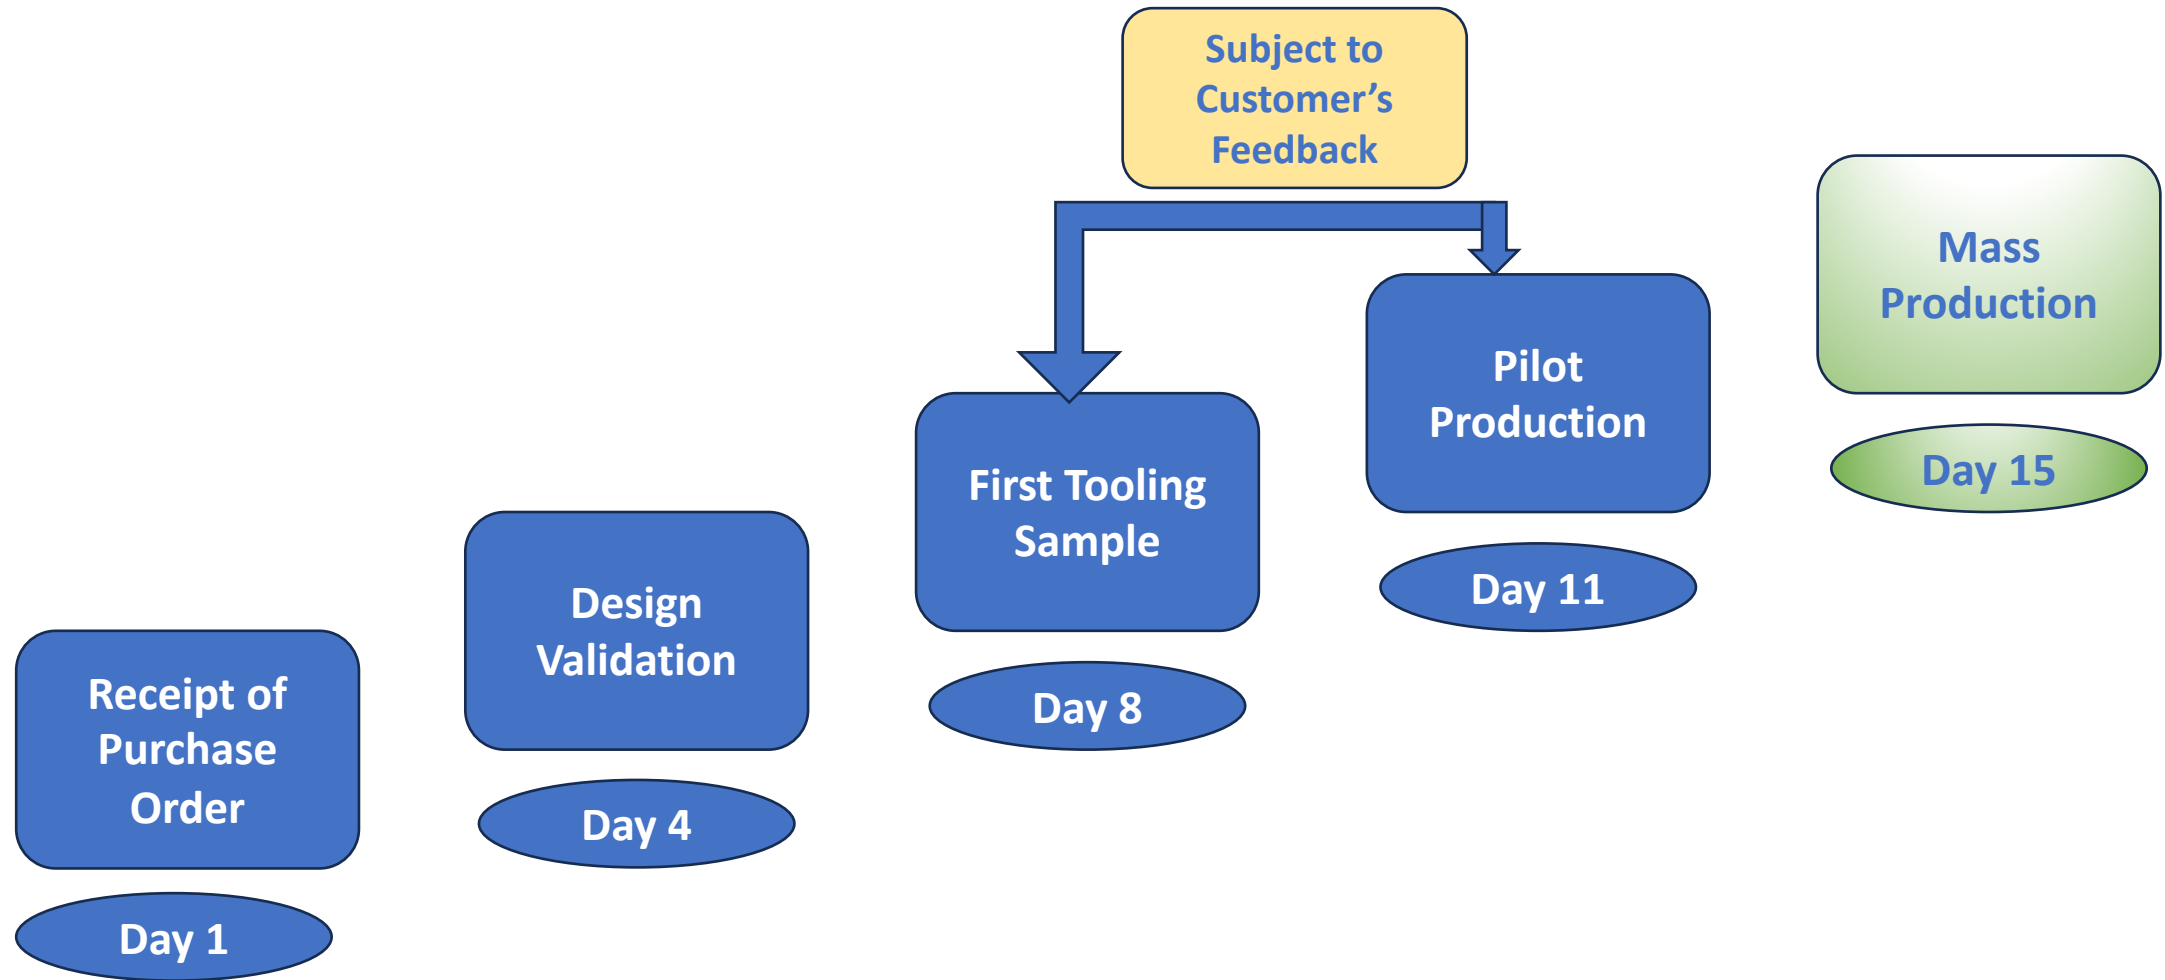 Subject to
Customer’s
Feedback
Mass
Production
Day 15
Pilot
Production
Day 11
First Tooling
Sample
Day 8
Design
Validation
Day 4
Receipt of
Purchase
Order
Day 1